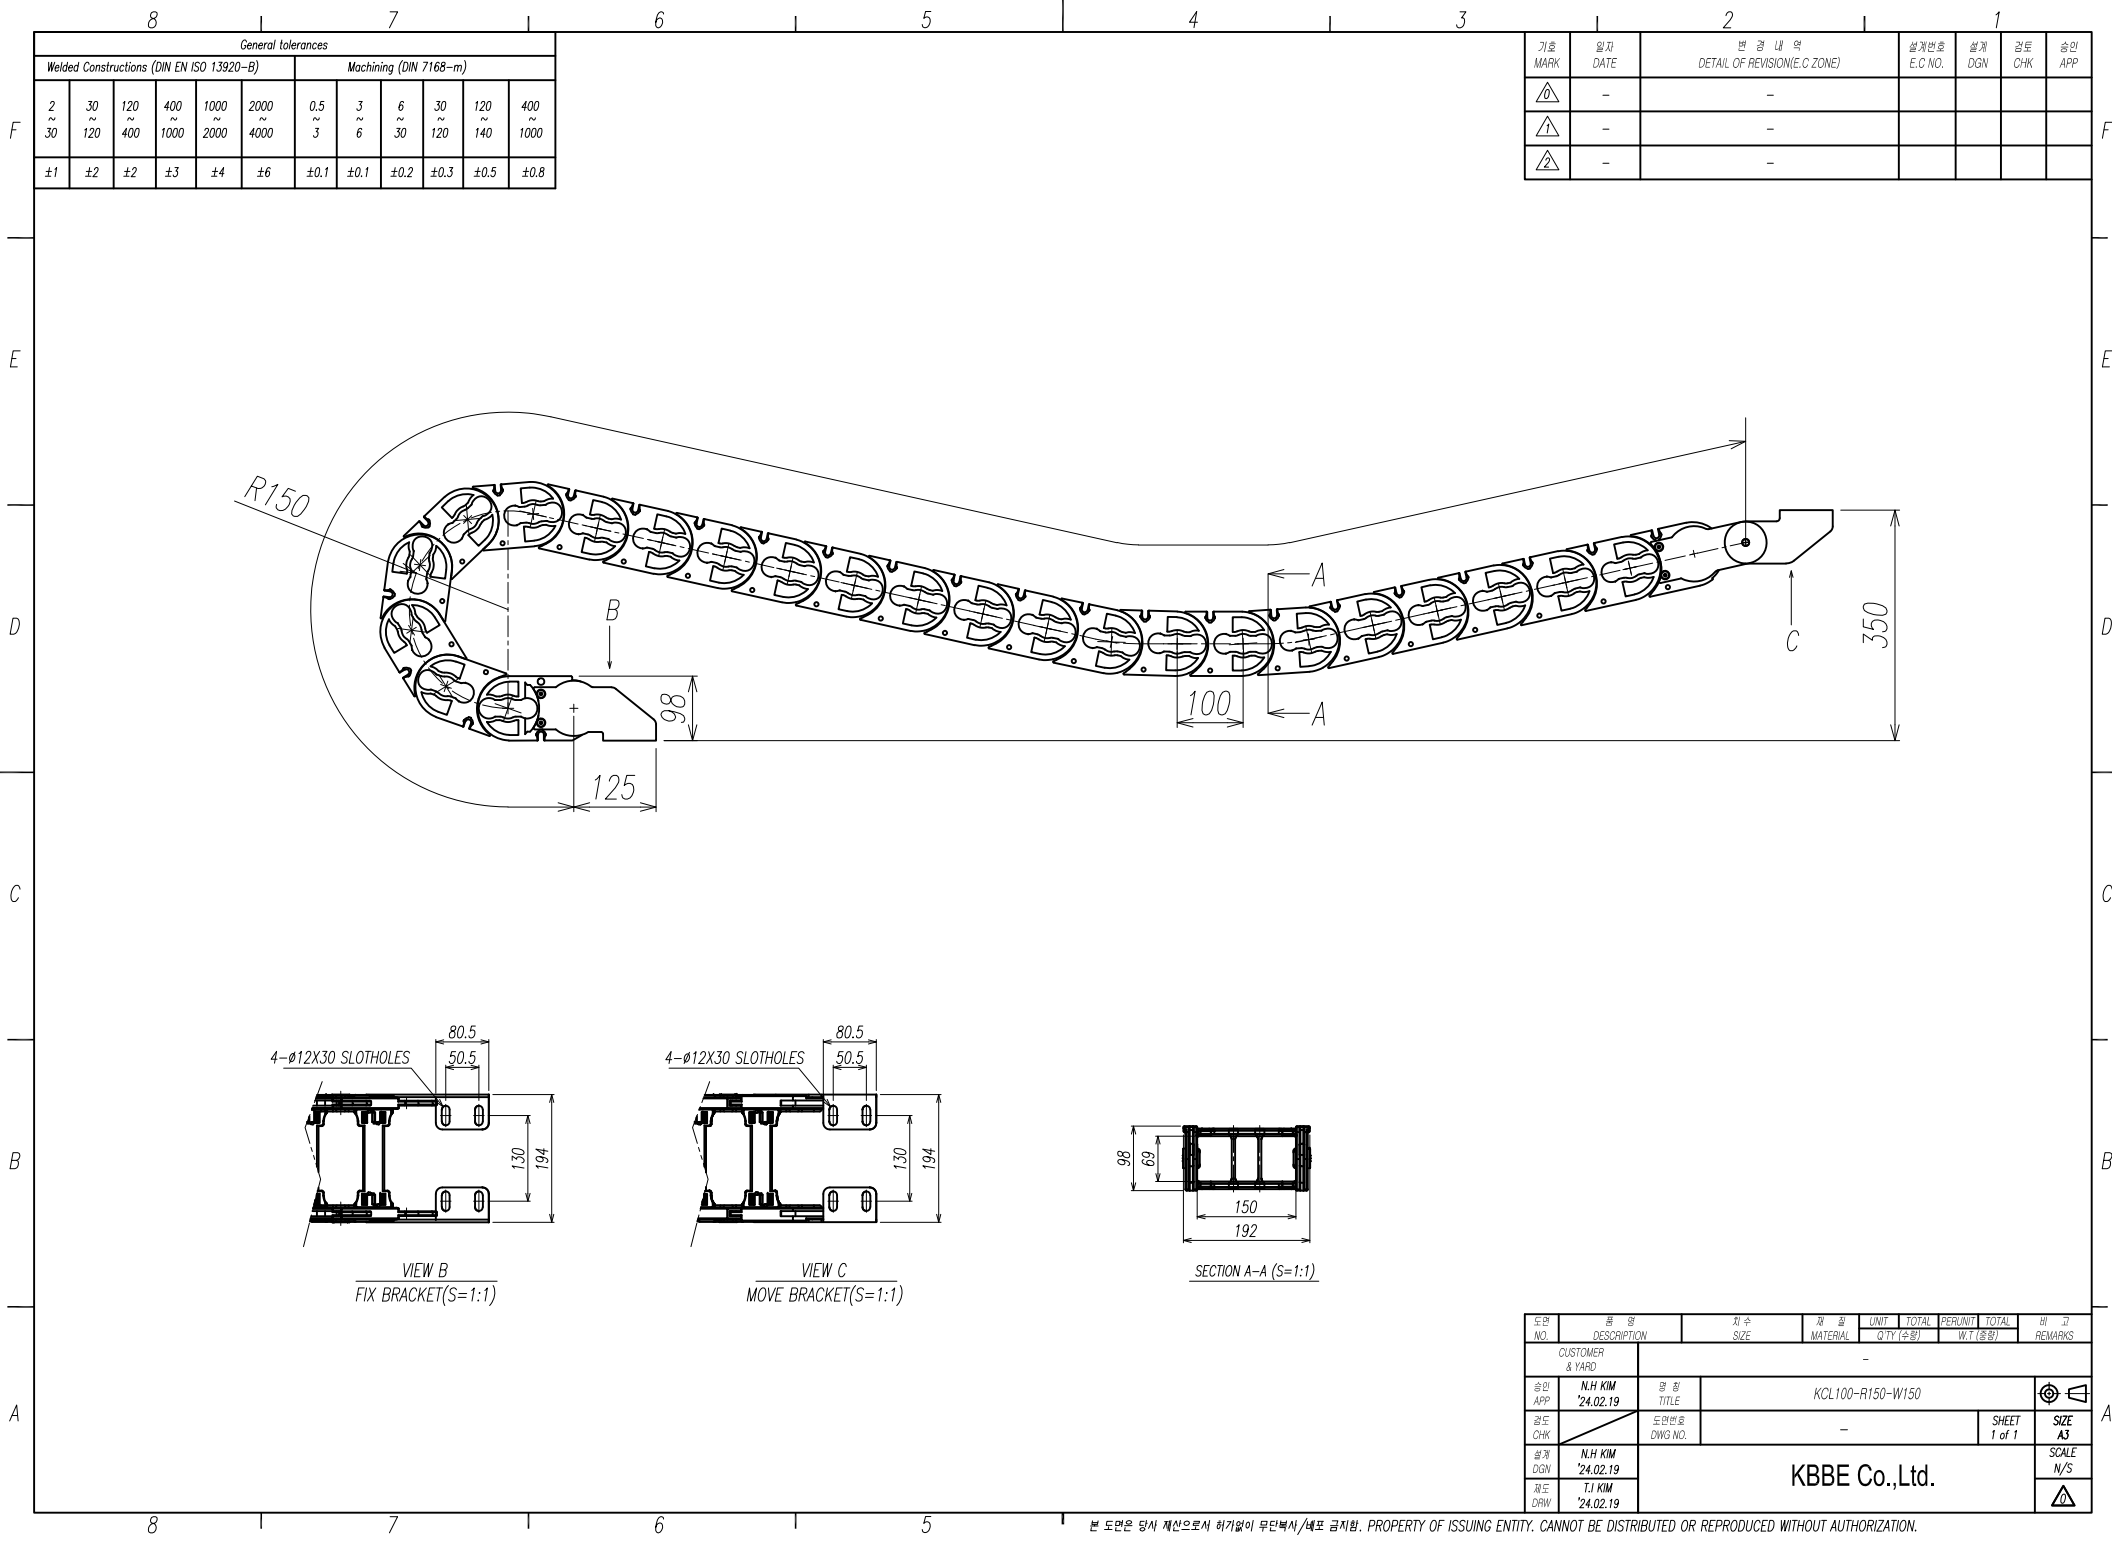 8 7 6 5 4 3 2 1
General tolerances
Welded Constructions (DIN EN ISO 13920-B) Machining (DIN 7168-m)
2 30 120 400 1000 2000 0.5 3 6 30 120 400
~ ~ ~ ~ ~ ~ ~ ~ ~ ~ ~ ~
30 120 400 1000 2000 4000 3 6 30 120 140 1000
±1 ±2 ±2 ±3 ±4 ±6 ±0.1 ±0.1 ±0.2 ±0.3 ±0.5 ±0.8
기호 일자 변 경 내 역 설계번호 설계 검토 승인
MARK DATE DETAIL OF REVISION(E.C ZONE) E.C NO. DGN CHK APP
0 - -
1 - -
2 - -
F F
E E
R150
A
B
D D
C
350
98
100
A
125
C C
80.5 80.5
4-ø12X30 SLOTHOLES 50.5 4-ø12X30 SLOTHOLES 50.5
130 194 130 194 98 69
B B
150
192
VIEW B VIEW C SECTION A-A (S=1:1)
FIX BRACKET(S=1:1) MOVE BRACKET(S=1:1)
도면 품 명 치 수 재 질 UNIT TOTAL PERUNIT TOTAL 비 고
NO. DESCRIPTION SIZE MATERIAL Q'TY (수량) W.T (중량) REMARKS
CUSTOMER
& YARD -
승인 N.H KIM 명 칭 KCL100-R150-W150
APP '24.02.19 TITLE
A A
검도 도면번호 - SHEET SIZE
CHK DWG NO. 1 of 1 A3
설계 N.H KIM SCALE
DGN '24.02.19 KBBE Co.,Ltd. N/S
제도 T.I KIM
DRW '24.02.19 0
8 7 6 5
본 도면은 당사 재산으로서 허가없이 무단복사/배포 금지함. PROPERTY OF ISSUING ENTITY. CANNOT BE DISTRIBUTED OR REPRODUCED WITHOUT AUTHORIZATION.